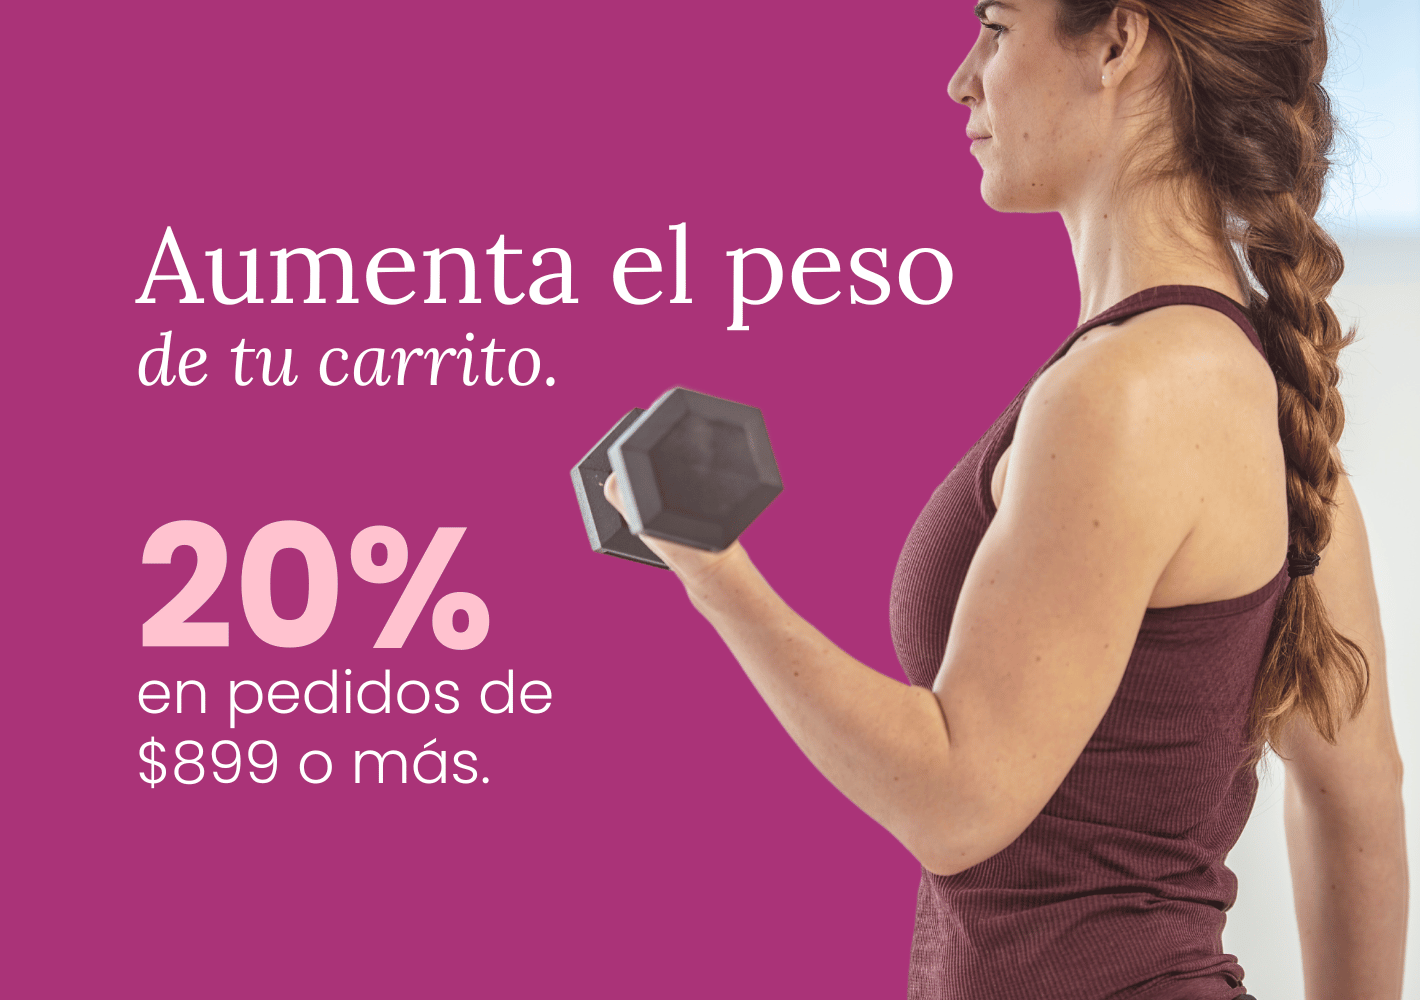 Aumenta el peso
de tu carrito.
20%
en pedidos de
$899 o más.